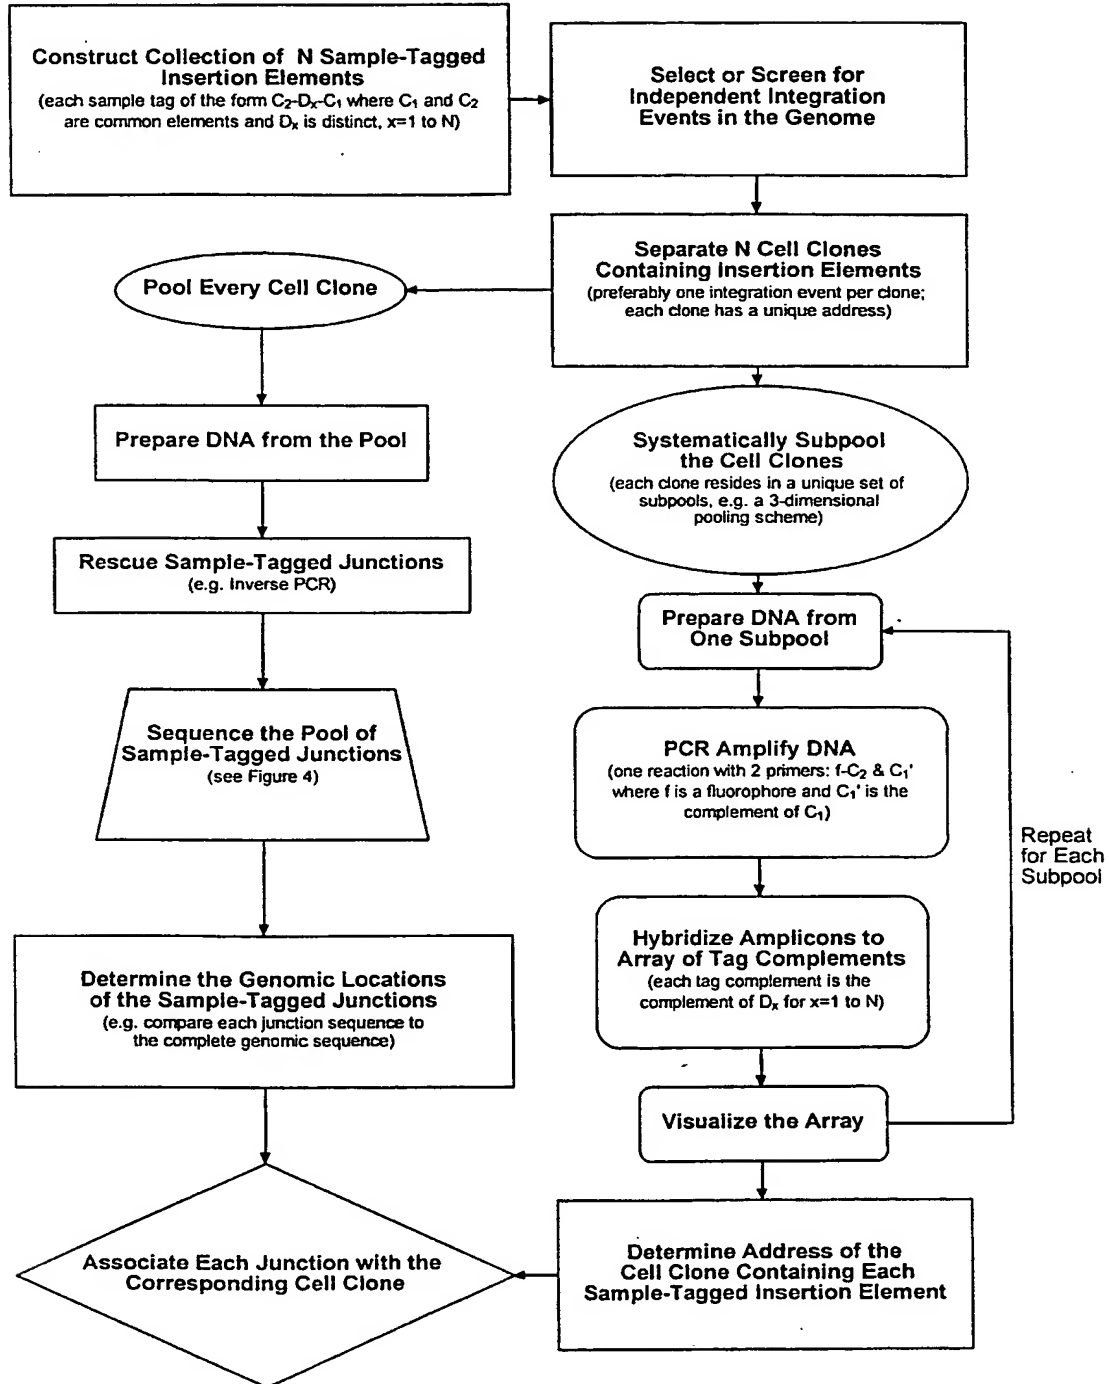 Construct Collection of N Sample-Tagged
Insertion Elements
(each sample tag of the form C₂-Dₓ-C₁ where C₁ and C₂
are common elements and Dₓ is distinct, x=1 to N)
Select or Screen for
Independent Integration
Events in the Genome
Separate N Cell Clones
Containing Insertion Elements
(preferably one integration event per clone;
each clone has a unique address)
Pool Every Cell Clone
Prepare DNA from the Pool
Rescue Sample-Tagged Junctions
(e.g. Inverse PCR)
Sequence the Pool of
Sample-Tagged Junctions
(see Figure 4)
Determine the Genomic Locations
of the Sample-Tagged Junctions
(e.g. compare each junction sequence to
the complete genomic sequence)
Systematically Subpool
the Cell Clones
(each clone resides in a unique set of
subpools, e.g. a 3-dimensional
pooling scheme)
Prepare DNA from
One Subpool
PCR Amplify DNA
(one reaction with 2 primers: f-C₂ & C₁'
where f is a fluorophore and C₁' is the
complement of C₁)
Hybridize Amplicons to
Array of Tag Complements
(each tag complement is the
complement of Dₓ for x=1 to N)
Visualize the Array
Repeat
for Each
Subpool
Determine Address of the
Cell Clone Containing Each
Sample-Tagged Insertion Element
Associate Each Junction with the
Corresponding Cell Clone